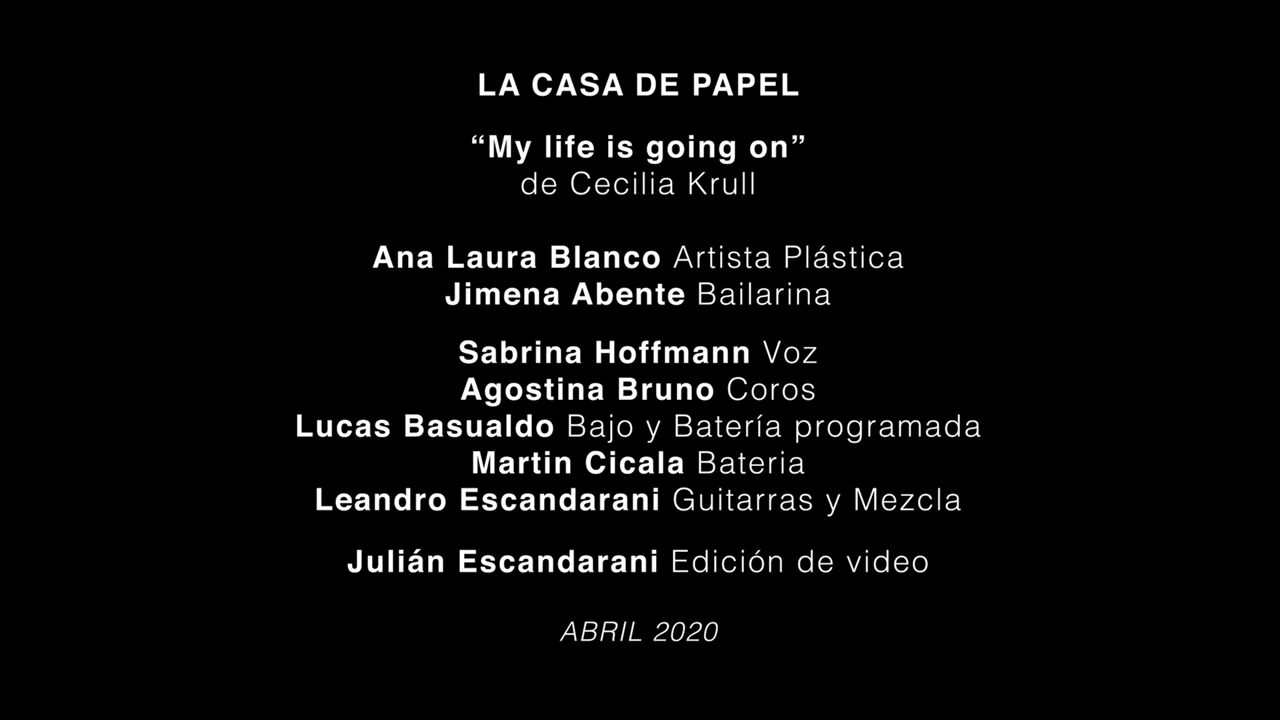 LA CASA DE PAPEL
“My life is going on”
de Cecilia Krull
Ana Laura Blanco Artista Plástica
Jimena Abente Bailarina
Sabrina Hoffmann Voz
Agostina Bruno Coros
Lucas Basualdo Bajo y Batería programada
Martin Cicala Bateria
Leandro Escandarani Guitarras y Mezcla
Julián Escandarani Edición de video
ABRIL 2020